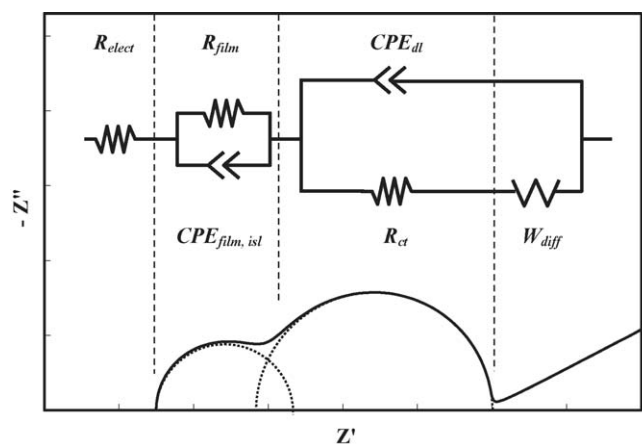 R_elect R_film CPE_dl
CPE_film, isl R_ct W_diff
- Z"
Z'